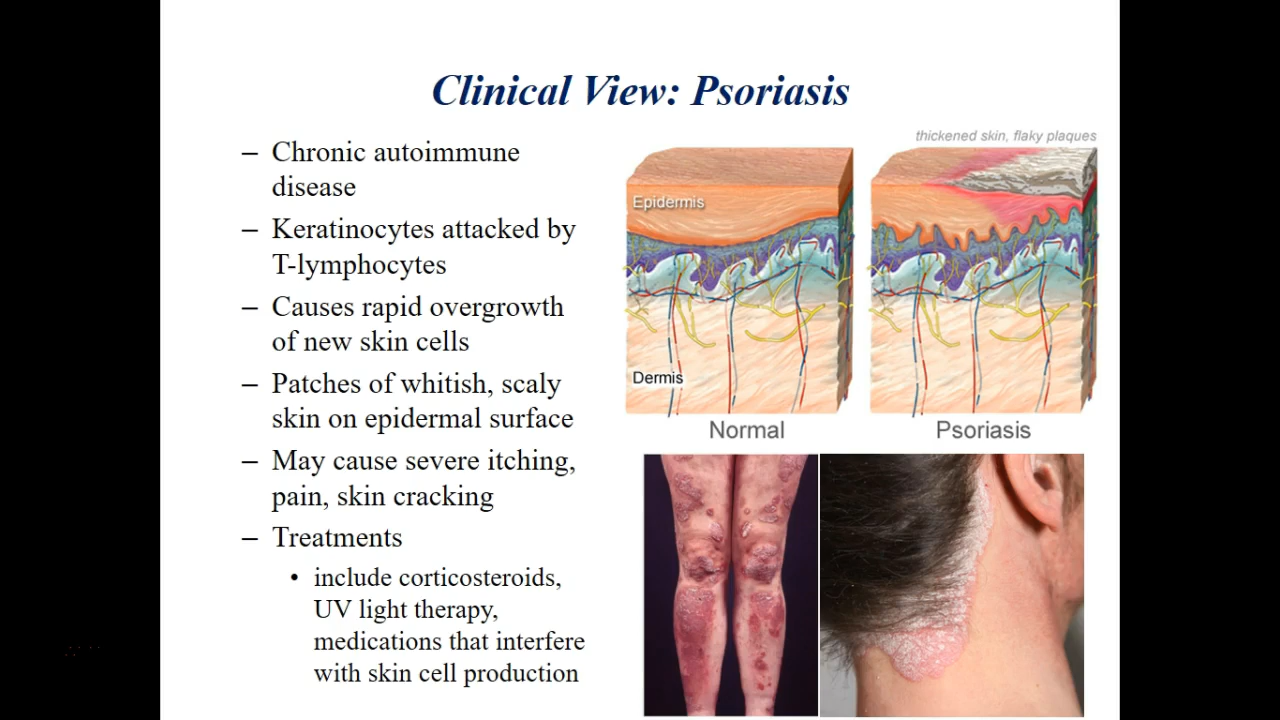 Clinical View: Psoriasis
– Chronic autoimmune
disease
– Keratinocytes attacked by
T-lymphocytes
– Causes rapid overgrowth
of new skin cells
– Patches of whitish, scaly
skin on epidermal surface
– May cause severe itching,
pain, skin cracking
– Treatments
• include corticosteroids,
UV light therapy,
medications that interfere
with skin cell production
thickened skin, flaky plaques
Epidermis
Dermis
Normal
Psoriasis